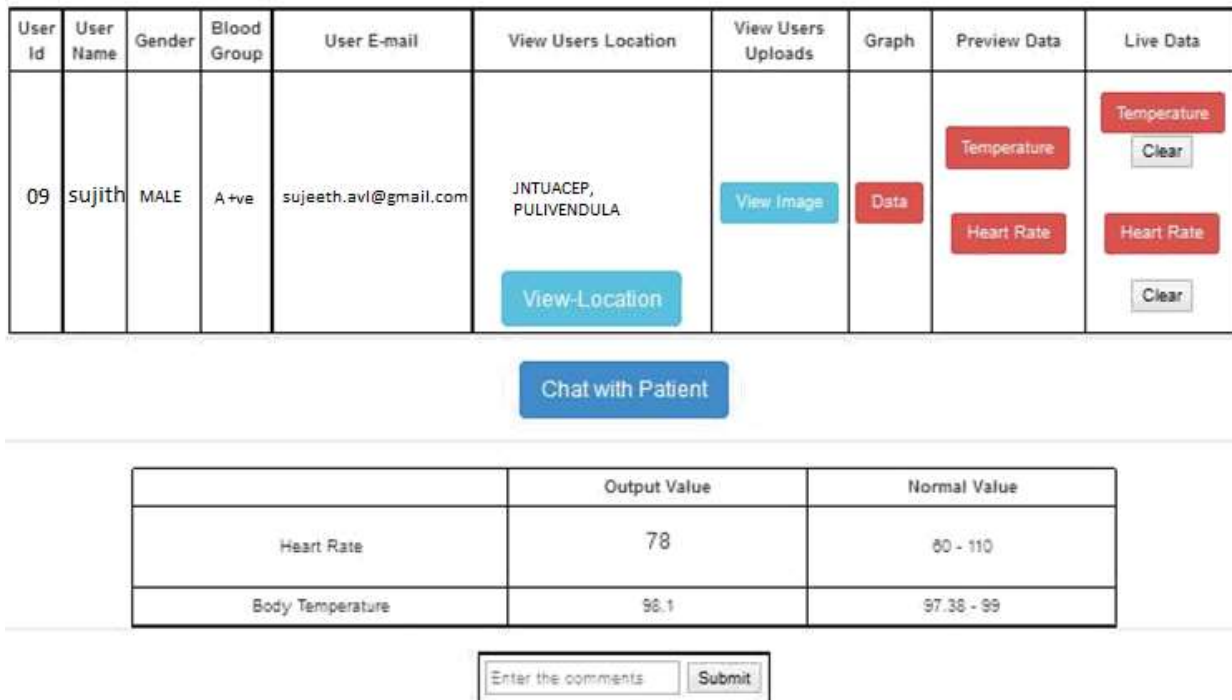 User Id User Name Gender Blood Group User E-mail View Users Location View Users Uploads Graph Preview Data Live Data
09 sujith MALE A +ve sujeeth.avl@gmail.com JNTUACEP, PULIVENDULA View-Location View Image Data Temperature Heart Rate Temperature Clear Heart Rate Clear
Chat with Patient
Output Value Normal Value
Heart Rate 78 60 - 110
Body Temperature 98.1 97.38 - 99
Enter the comments Submit